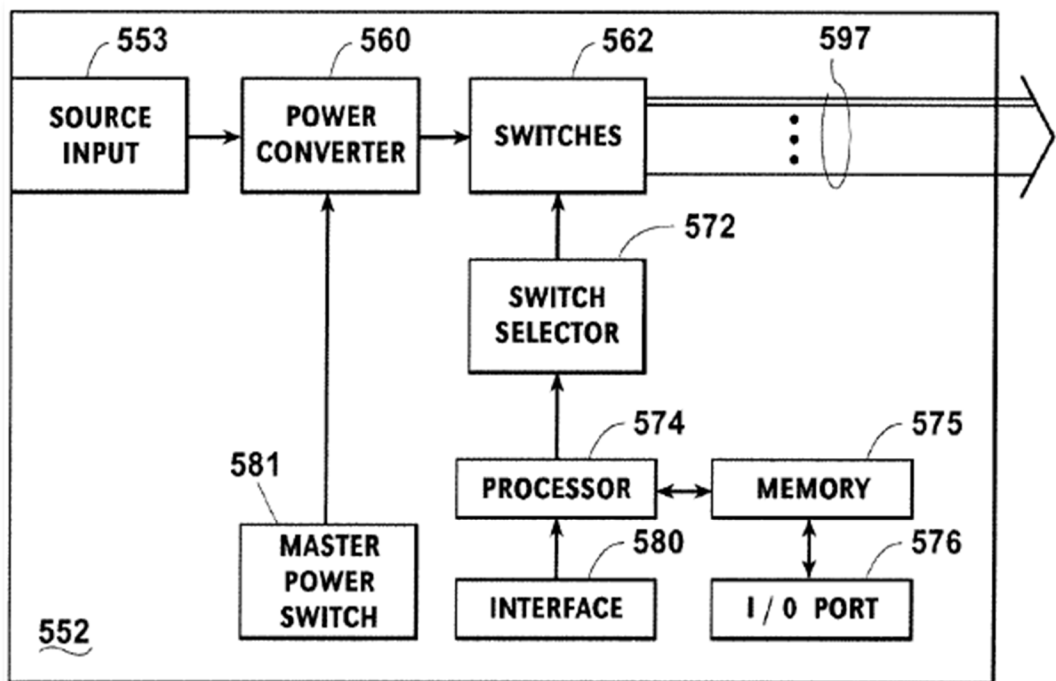 553
560
562
597
SOURCE
INPUT
POWER
CONVERTER
SWITCHES
572
SWITCH
SELECTOR
574
575
581
PROCESSOR
MEMORY
MASTER
POWER
SWITCH
580
576
INTERFACE
I/O PORT
552